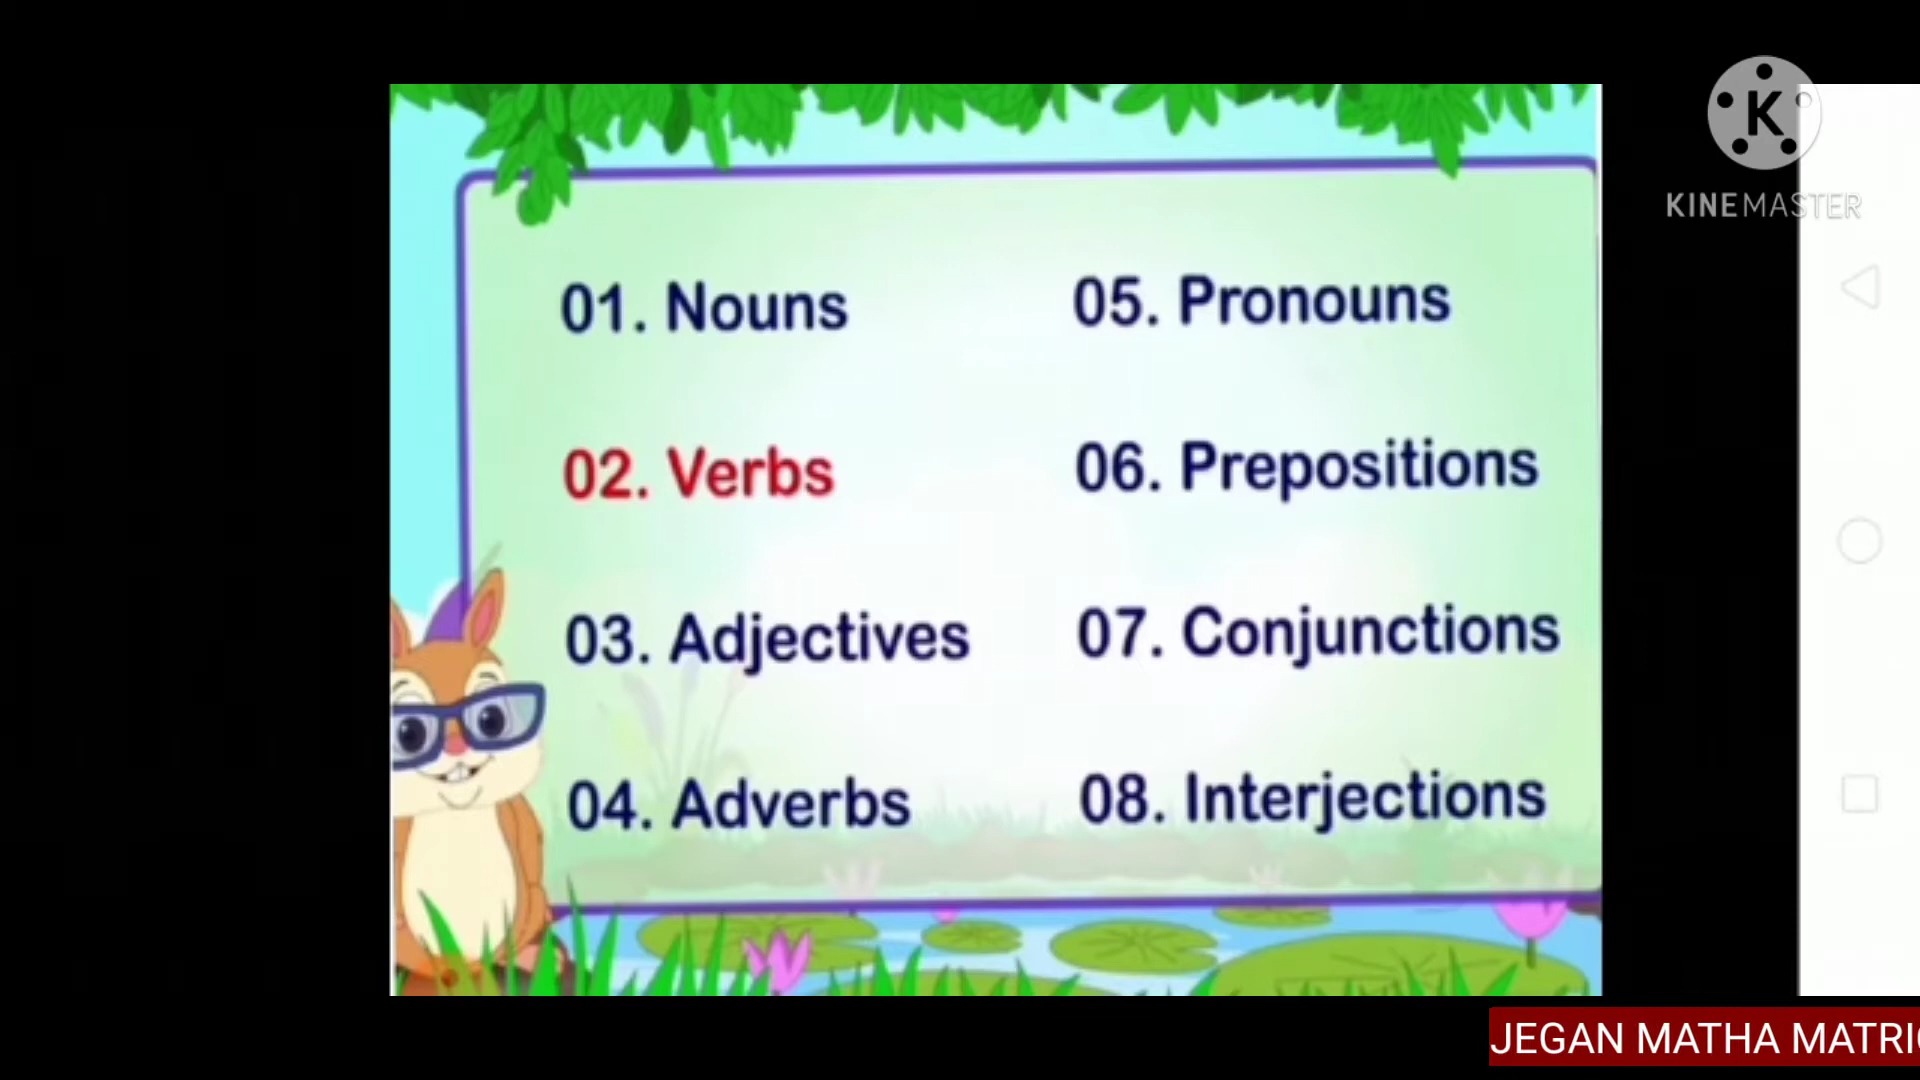 K
KINEMASTER
01. Nouns
02. Verbs
03. Adjectives
04. Adverbs
05. Pronouns
06. Prepositions
07. Conjunctions
08. Interjections
JEGAN MATHA